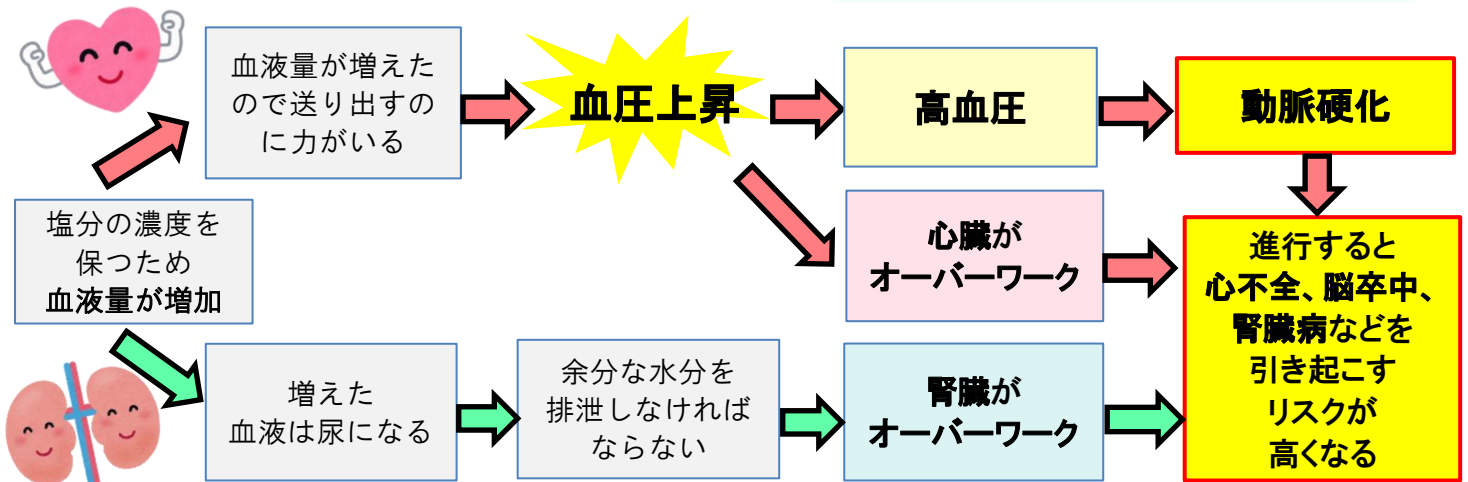 血液量が増えた
ので送り出すの
に力がいる
血圧上昇
高血圧
動脈硬化
塩分の濃度を
保つため
血液量が増加
心臓が
オーバーワーク
進行すると
心不全、脳卒中、
腎臓病などを
引き起こす
リスクが
高くなる
増えた
血液は尿になる
余分な水分を
排泄しなければ
ならない
腎臓が
オーバーワーク